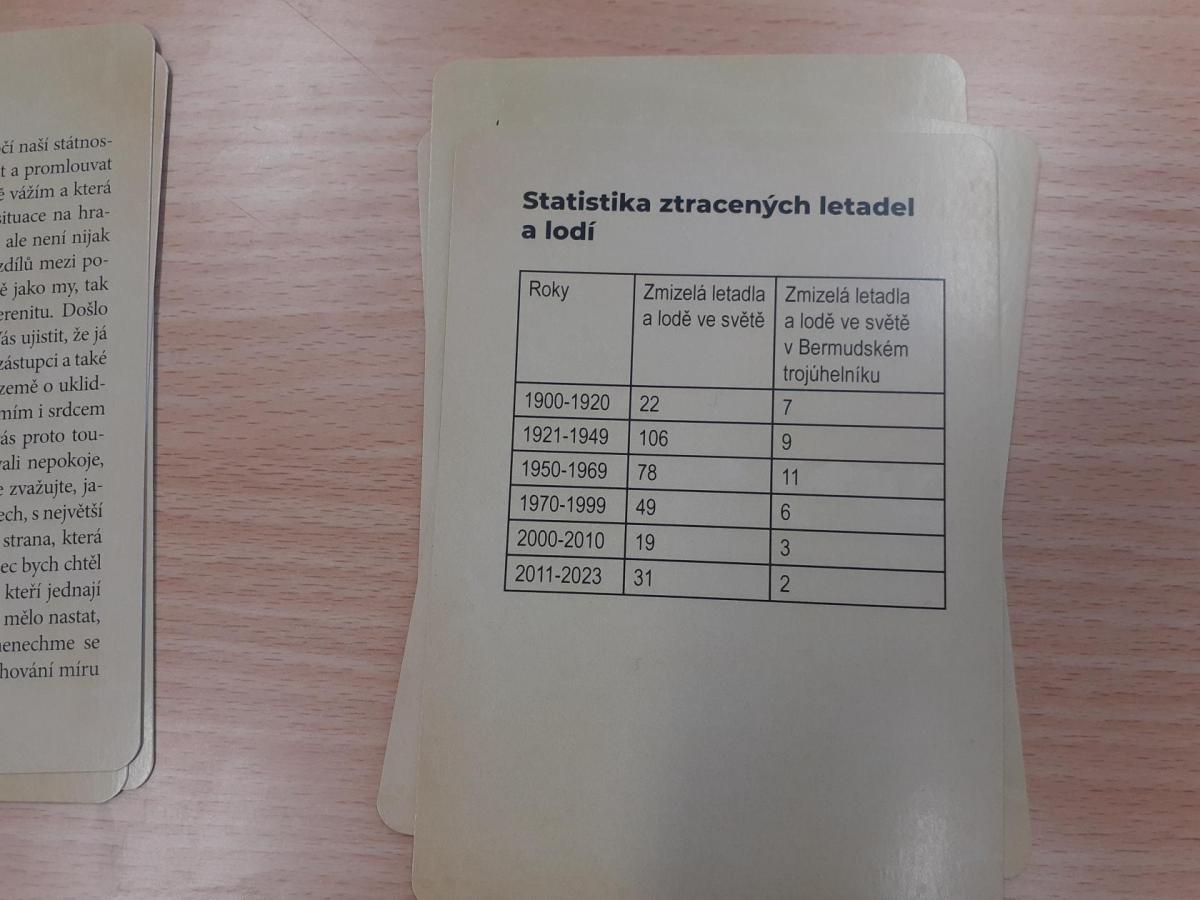 čí naší státnos-
t a promlouvat
ě vážím a která
situace na hra-
ale není nijak
zdílů mezi po-
ě jako my, tak
erenitu. Došlo
ás ujistit, že já
zástupci a také
země o uklid-
mím i srdcem
ás proto tou-
vali nepokoje,
e zvažujte, ja-
ech, s největší
strana, která
ec bych chtěl
kteří jednají
mělo nastat,
nenechme se
hování míru
Statistika ztracených letadel
a lodí
Roky
Zmizelá letadla
a lodě ve světě
Zmizelá letadla
a lodě ve světě
v Bermudském
trojúhelníku
1900-1920 22 7
1921-1949 106 9
1950-1969 78 11
1970-1999 49 6
2000-2010 19 3
2011-2023 31 2